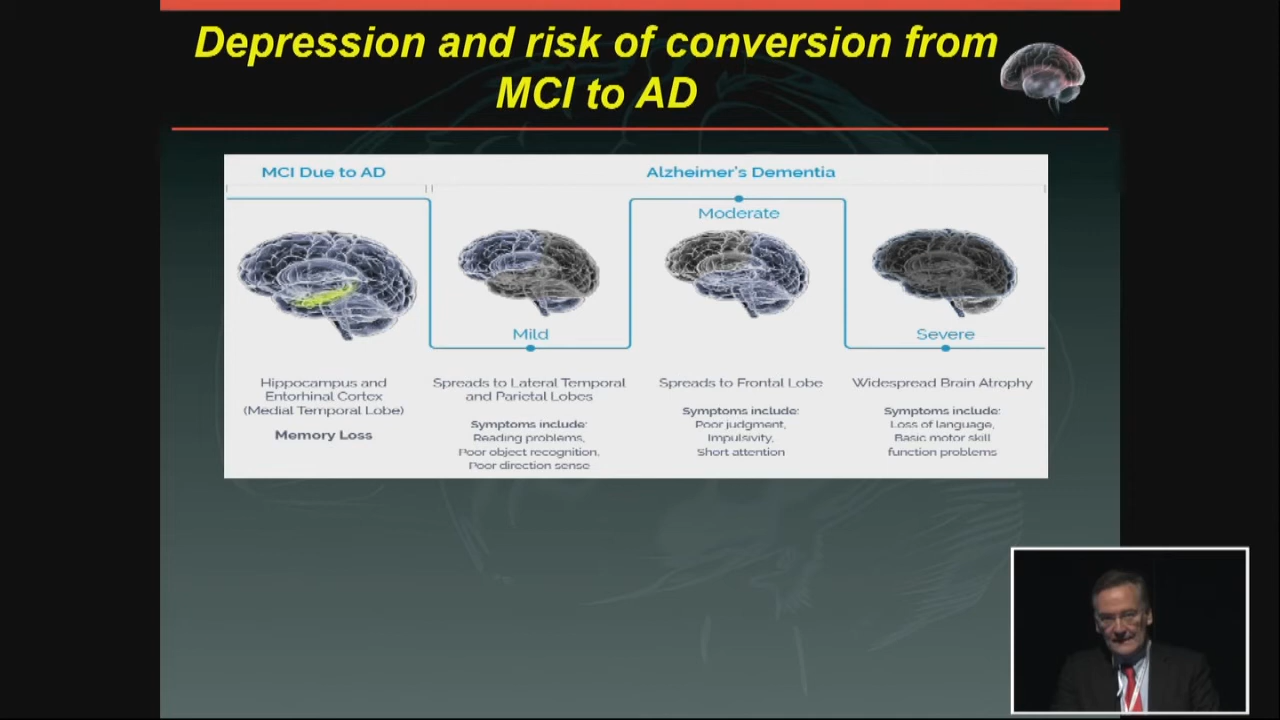 Depression and risk of conversion from
MCI to AD
MCI Due to AD
Alzheimer's Dementia
Moderate
Mild
Severe
Hippocampus and
Entorhinal Cortex
(Medial Temporal Lobe)
Memory Loss
Spreads to Lateral Temporal
and Parietal Lobes
Symptoms include:
Reading problems,
Poor object recognition,
Poor direction sense
Spreads to Frontal Lobe
Symptoms include:
Poor judgment,
Impulsivity,
Short attention
Widespread Brain Atrophy
Symptoms include:
Loss of language,
Basic motor skill
function problems